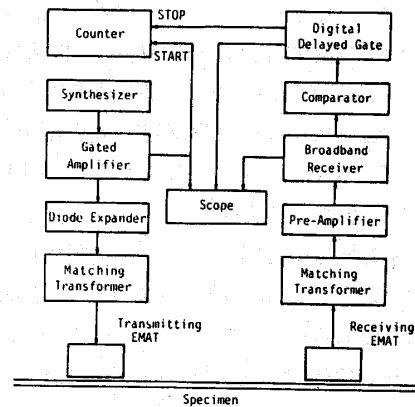 Counter
STOP
START
Digital
Delayed Gate
Synthesizer
Comparator
Gated
Amplifier
Broadband
Receiver
Scope
Diode Expander
Pre-Amplifier
Matching
Transformer
Matching
Transformer
Transmitting
EMAT
Receiving
EMAT
Specimen